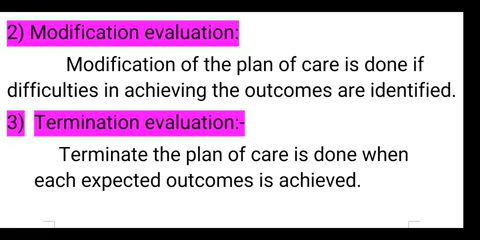 2) Modification evaluation:
Modification of the plan of care is done if
difficulties in achieving the outcomes are identified.
3) Termination evaluation:-
Terminate the plan of care is done when
each expected outcomes is achieved.